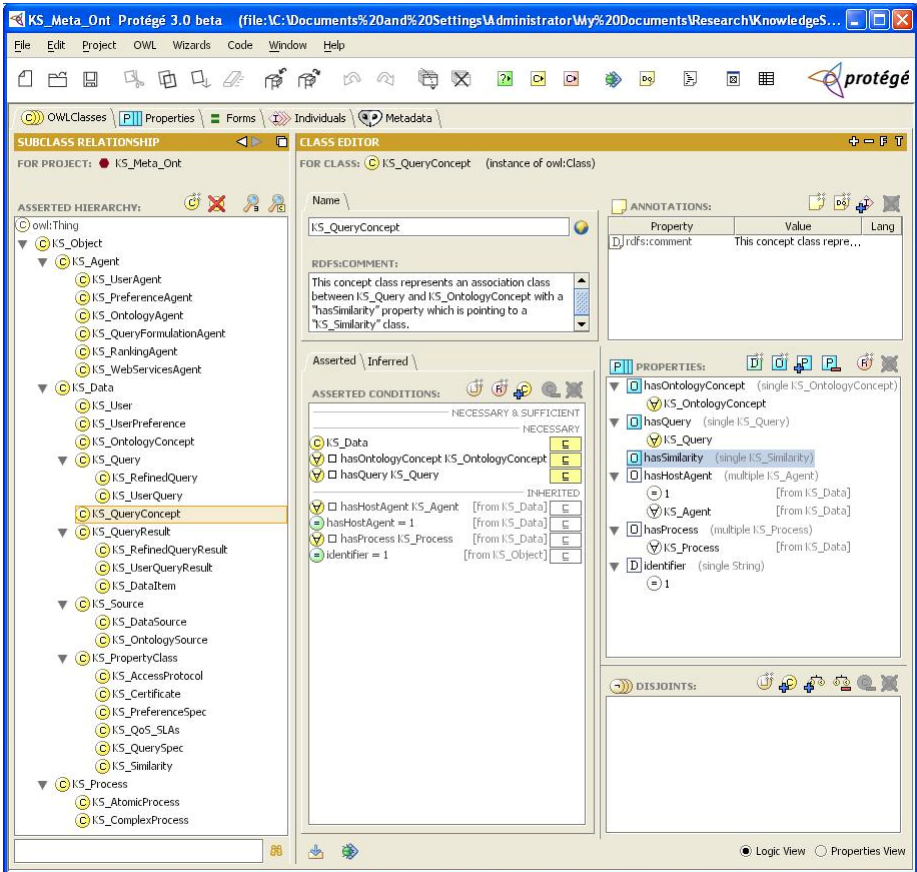 KS_Meta_Ont Protégé 3.0 beta (file:\C:\Documents%20and%20Settings\Administrator\My%20Documents\Research\KnowledgeS...
File Edit Project OWL Wizards Code Window Help
protégé
OWLClasses Properties Forms Individuals Metadata
SUBCLASS RELATIONSHIP
FOR PROJECT: KS_Meta_Ont
ASSERTED HIERARCHY:
owl:Thing
KS_Object
KS_Agent
KS_UserAgent
KS_PreferenceAgent
KS_OntologyAgent
KS_QueryFormulationAgent
KS_RankingAgent
KS_WebServicesAgent
KS_Data
KS_User
KS_UserPreference
KS_OntologyConcept
KS_Query
KS_RefinedQuery
KS_UserQuery
KS_QueryConcept
KS_QueryResult
KS_RefinedQueryResult
KS_UserQueryResult
KS_DataItem
KS_Source
KS_DataSource
KS_OntologySource
KS_PropertyClass
KS_AccessProtocol
KS_Certificate
KS_PreferenceSpec
KS_QoS_SLAs
KS_QuerySpec
KS_Similarity
KS_Process
KS_AtomicProcess
KS_ComplexProcess
CLASS EDITOR
FOR CLASS: KS_QueryConcept (instance of owl:Class)
Name
KS_QueryConcept
RDFS:COMMENT:
This concept class represents an association class
between KS_Query and KS_OntologyConcept with a
"hasSimilarity" property which is pointing to a
"KS_Similarity" class.
ANNOTATIONS:
Property Value Lang
rdfs:comment This concept class repre...
Asserted Inferred
ASSERTED CONDITIONS:
NECESSARY & SUFFICIENT
NECESSARY
KS_Data
hasOntologyConcept KS_OntologyConcept
hasQuery KS_Query
INHERITED
hasHostAgent KS_Agent [from KS_Data]
hasHostAgent = 1 [from KS_Data]
hasProcess KS_Process [from KS_Data]
identifier = 1 [from KS_Object]
PROPERTIES:
hasOntologyConcept (single KS_OntologyConcept)
KS_OntologyConcept
hasQuery (single KS_Query)
KS_Query
hasSimilarity (single KS_Similarity)
hasHostAgent (multiple KS_Agent)
1 [from KS_Data]
KS_Agent [from KS_Data]
hasProcess (multiple KS_Process)
KS_Process [from KS_Data]
identifier (single String)
1
DISJOINTS:
Logic View Properties View